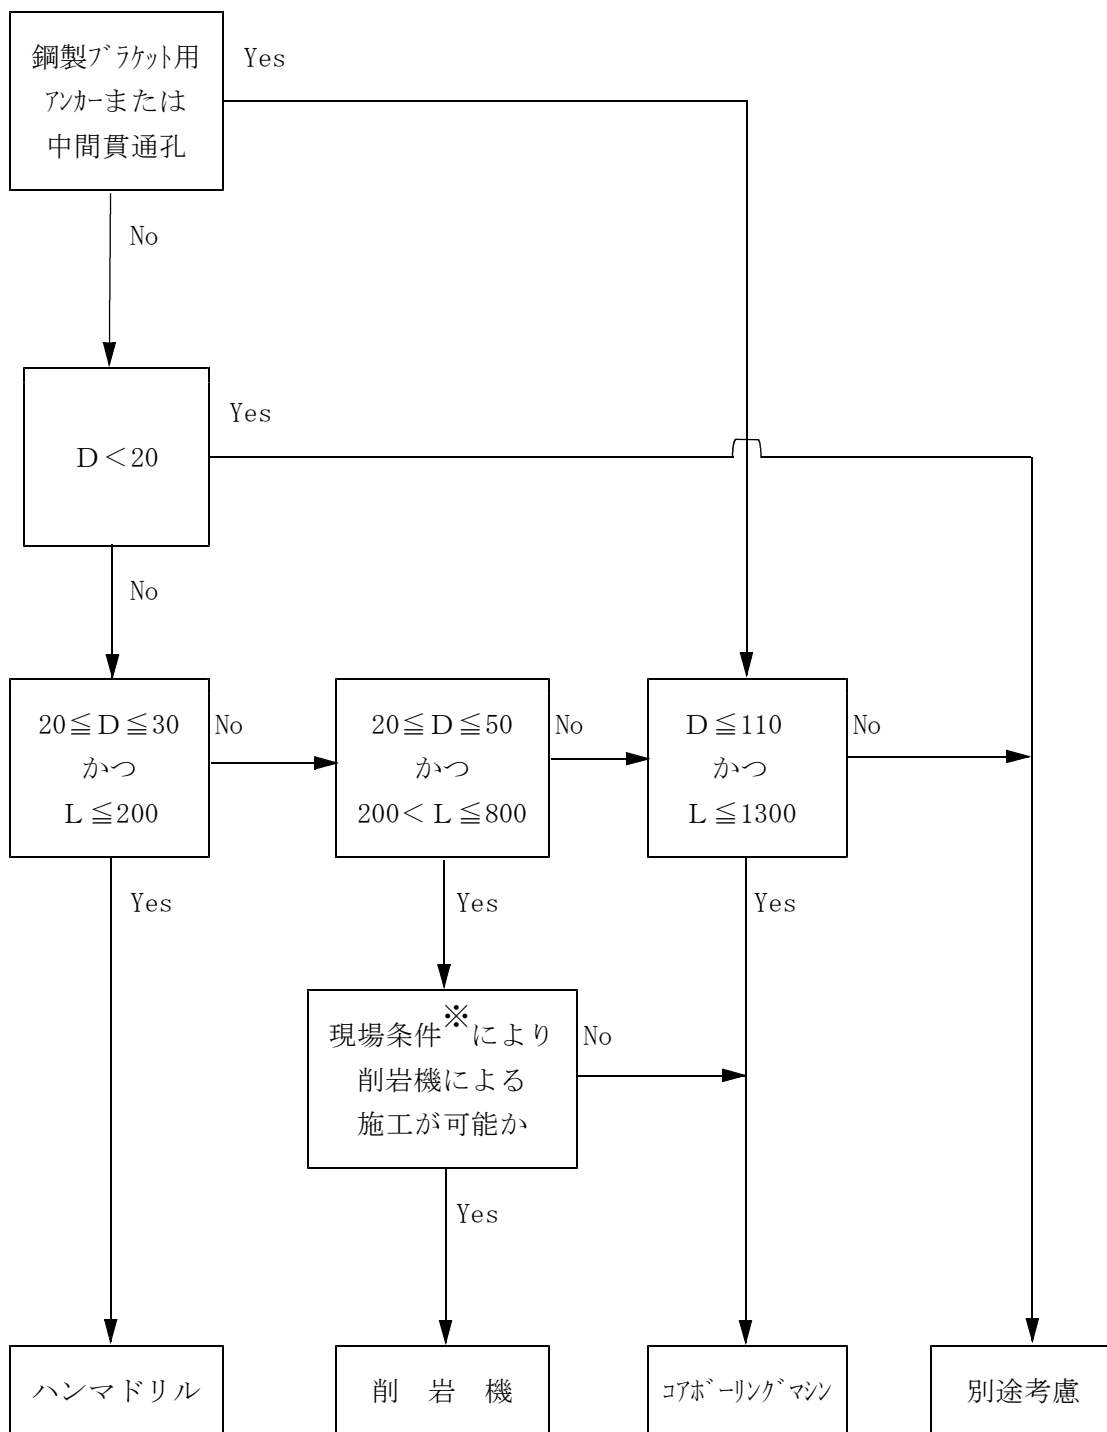 鋼製ﾌﾞﾗｹｯﾄ用
ｱﾝｶｰまたは
中間貫通孔
Yes
No
Ｄ＜20
Yes
No
20≦Ｄ≦30
かつ
Ｌ≦200
No
20≦Ｄ≦50
かつ
200＜Ｌ≦800
No
Ｄ≦110
かつ
Ｌ≦1300
No
Yes
Yes
Yes
現場条件※により
削岩機による
施工が可能か
No
Yes
ハンマドリル
削　岩　機
ｺｱﾎﾞｰﾘﾝｸﾞﾏｼﾝ
別途考慮